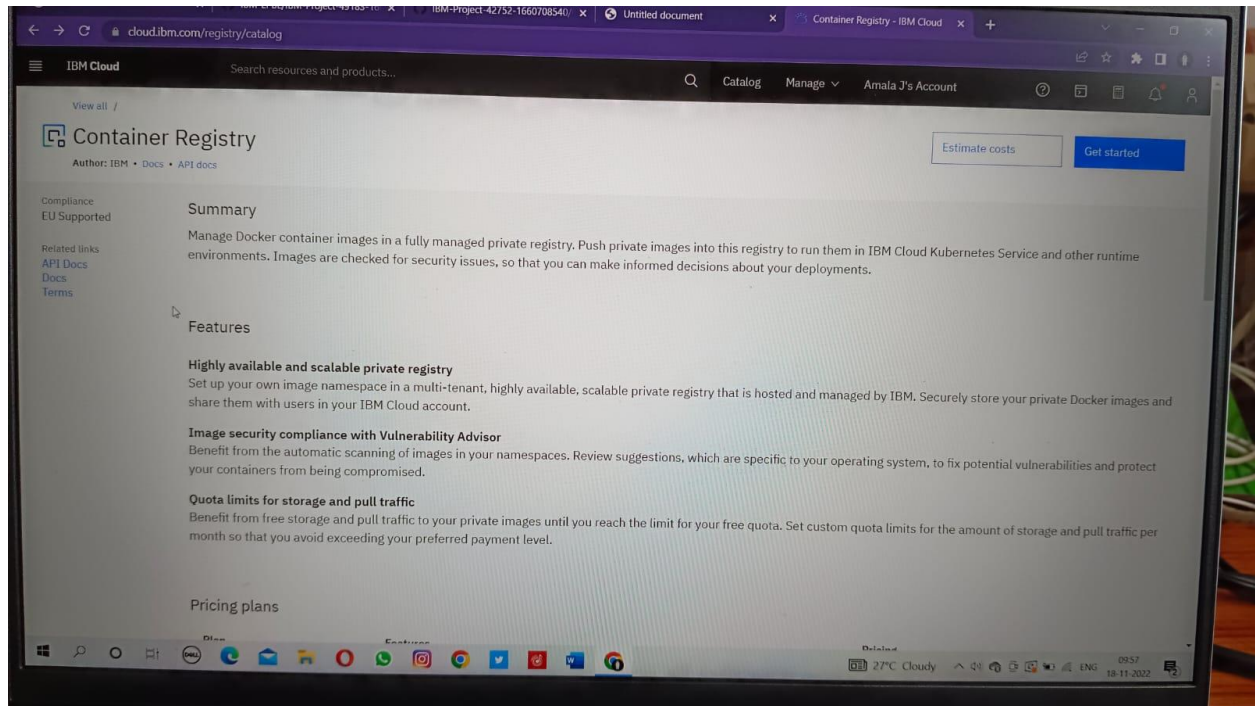 IBM-Project-42752-1660708540/
Untitled document
Container Registry - IBM Cloud
cloud.ibm.com/registry/catalog
IBM Cloud
Search resources and products...
Catalog
Manage
Amala J's Account
View all /
Container Registry
Author: IBM • Docs • API docs
Estimate costs
Get started
Compliance
EU Supported
Related links
API Docs
Docs
Terms
Summary
Manage Docker container images in a fully managed private registry. Push private images into this registry to run them in IBM Cloud Kubernetes Service and other runtime
environments. Images are checked for security issues, so that you can make informed decisions about your deployments.
Features
Highly available and scalable private registry
Set up your own image namespace in a multi-tenant, highly available, scalable private registry that is hosted and managed by IBM. Securely store your private Docker images and
share them with users in your IBM Cloud account.
Image security compliance with Vulnerability Advisor
Benefit from the automatic scanning of images in your namespaces. Review suggestions, which are specific to your operating system, to fix potential vulnerabilities and protect
your containers from being compromised.
Quota limits for storage and pull traffic
Benefit from free storage and pull traffic to your private images until you reach the limit for your free quota. Set custom quota limits for the amount of storage and pull traffic per
month so that you avoid exceeding your preferred payment level.
Pricing plans
Plan
Features
DELL
27°C Cloudy
ENG
09:57
18-11-2022